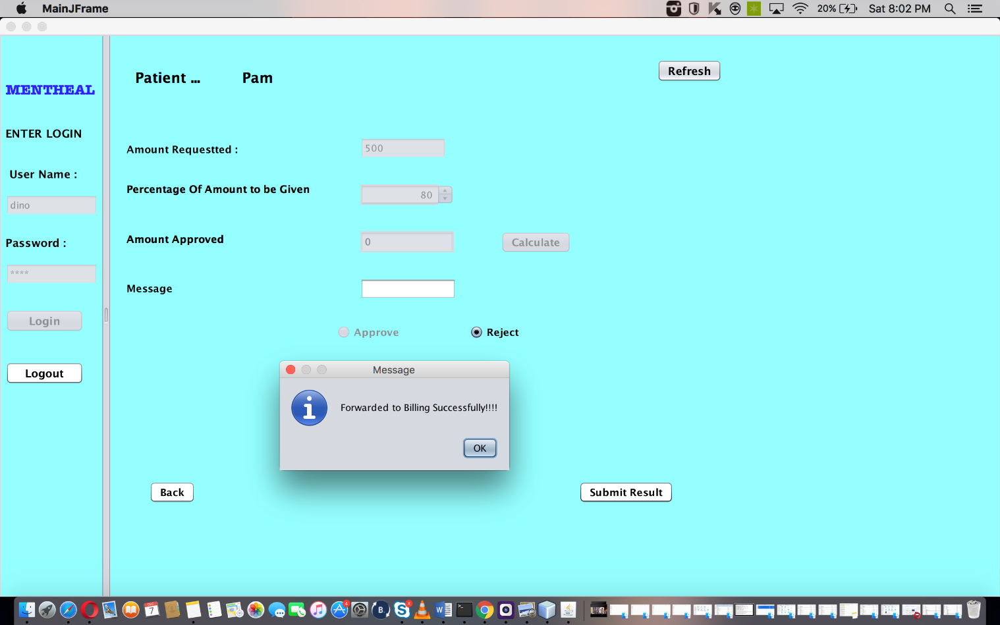 MainJFrame
20%
Sat 8:02 PM
MENTHEAL
ENTER LOGIN
User Name :
dino
Password :
****
Login
Logout
Patient ...
Pam
Refresh
Amount Requestted :
500
Percentage Of Amount to be Given
80
Amount Approved
0
Calculate
Message
Approve
Reject
Message
Forwarded to Billing Successfully!!!!
OK
Back
Submit Result
7
4